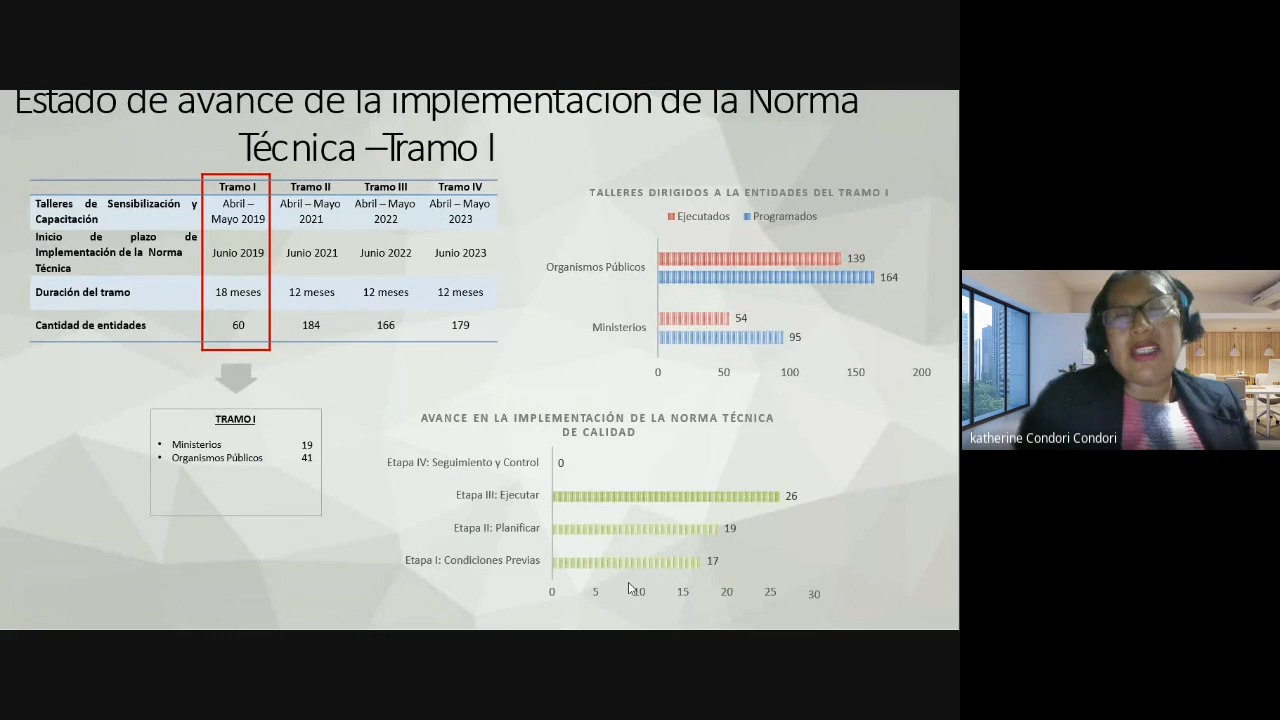 Estado de avance de la implementación de la Norma
Técnica –Tramo I
Tramo I Tramo II Tramo III Tramo IV
Talleres de Sensibilización y Capacitación Abril – Mayo 2019 Abril – Mayo 2021 Abril – Mayo 2022 Abril – Mayo 2023
Inicio de plazo de Implementación de la Norma Técnica Junio 2019 Junio 2021 Junio 2022 Junio 2023
Duración del tramo 18 meses 12 meses 12 meses 12 meses
Cantidad de entidades 60 184 166 179
TRAMO I
• Ministerios 19
• Organismos Públicos 41
TALLERES DIRIGIDOS A LA ENTIDADES DEL TRAMO I
Ejecutados Programados
Organismos Públicos 139
164
Ministerios 54
95
0 50 100 150 200
AVANCE EN LA IMPLEMENTACIÓN DE LA NORMA TÉCNICA
DE CALIDAD
Etapa IV: Seguimiento y Control 0
Etapa III: Ejecutar 26
Etapa II: Planificar 19
Etapa I: Condiciones Previas 17
0 5 10 15 20 25 30
katherine Condori Condori